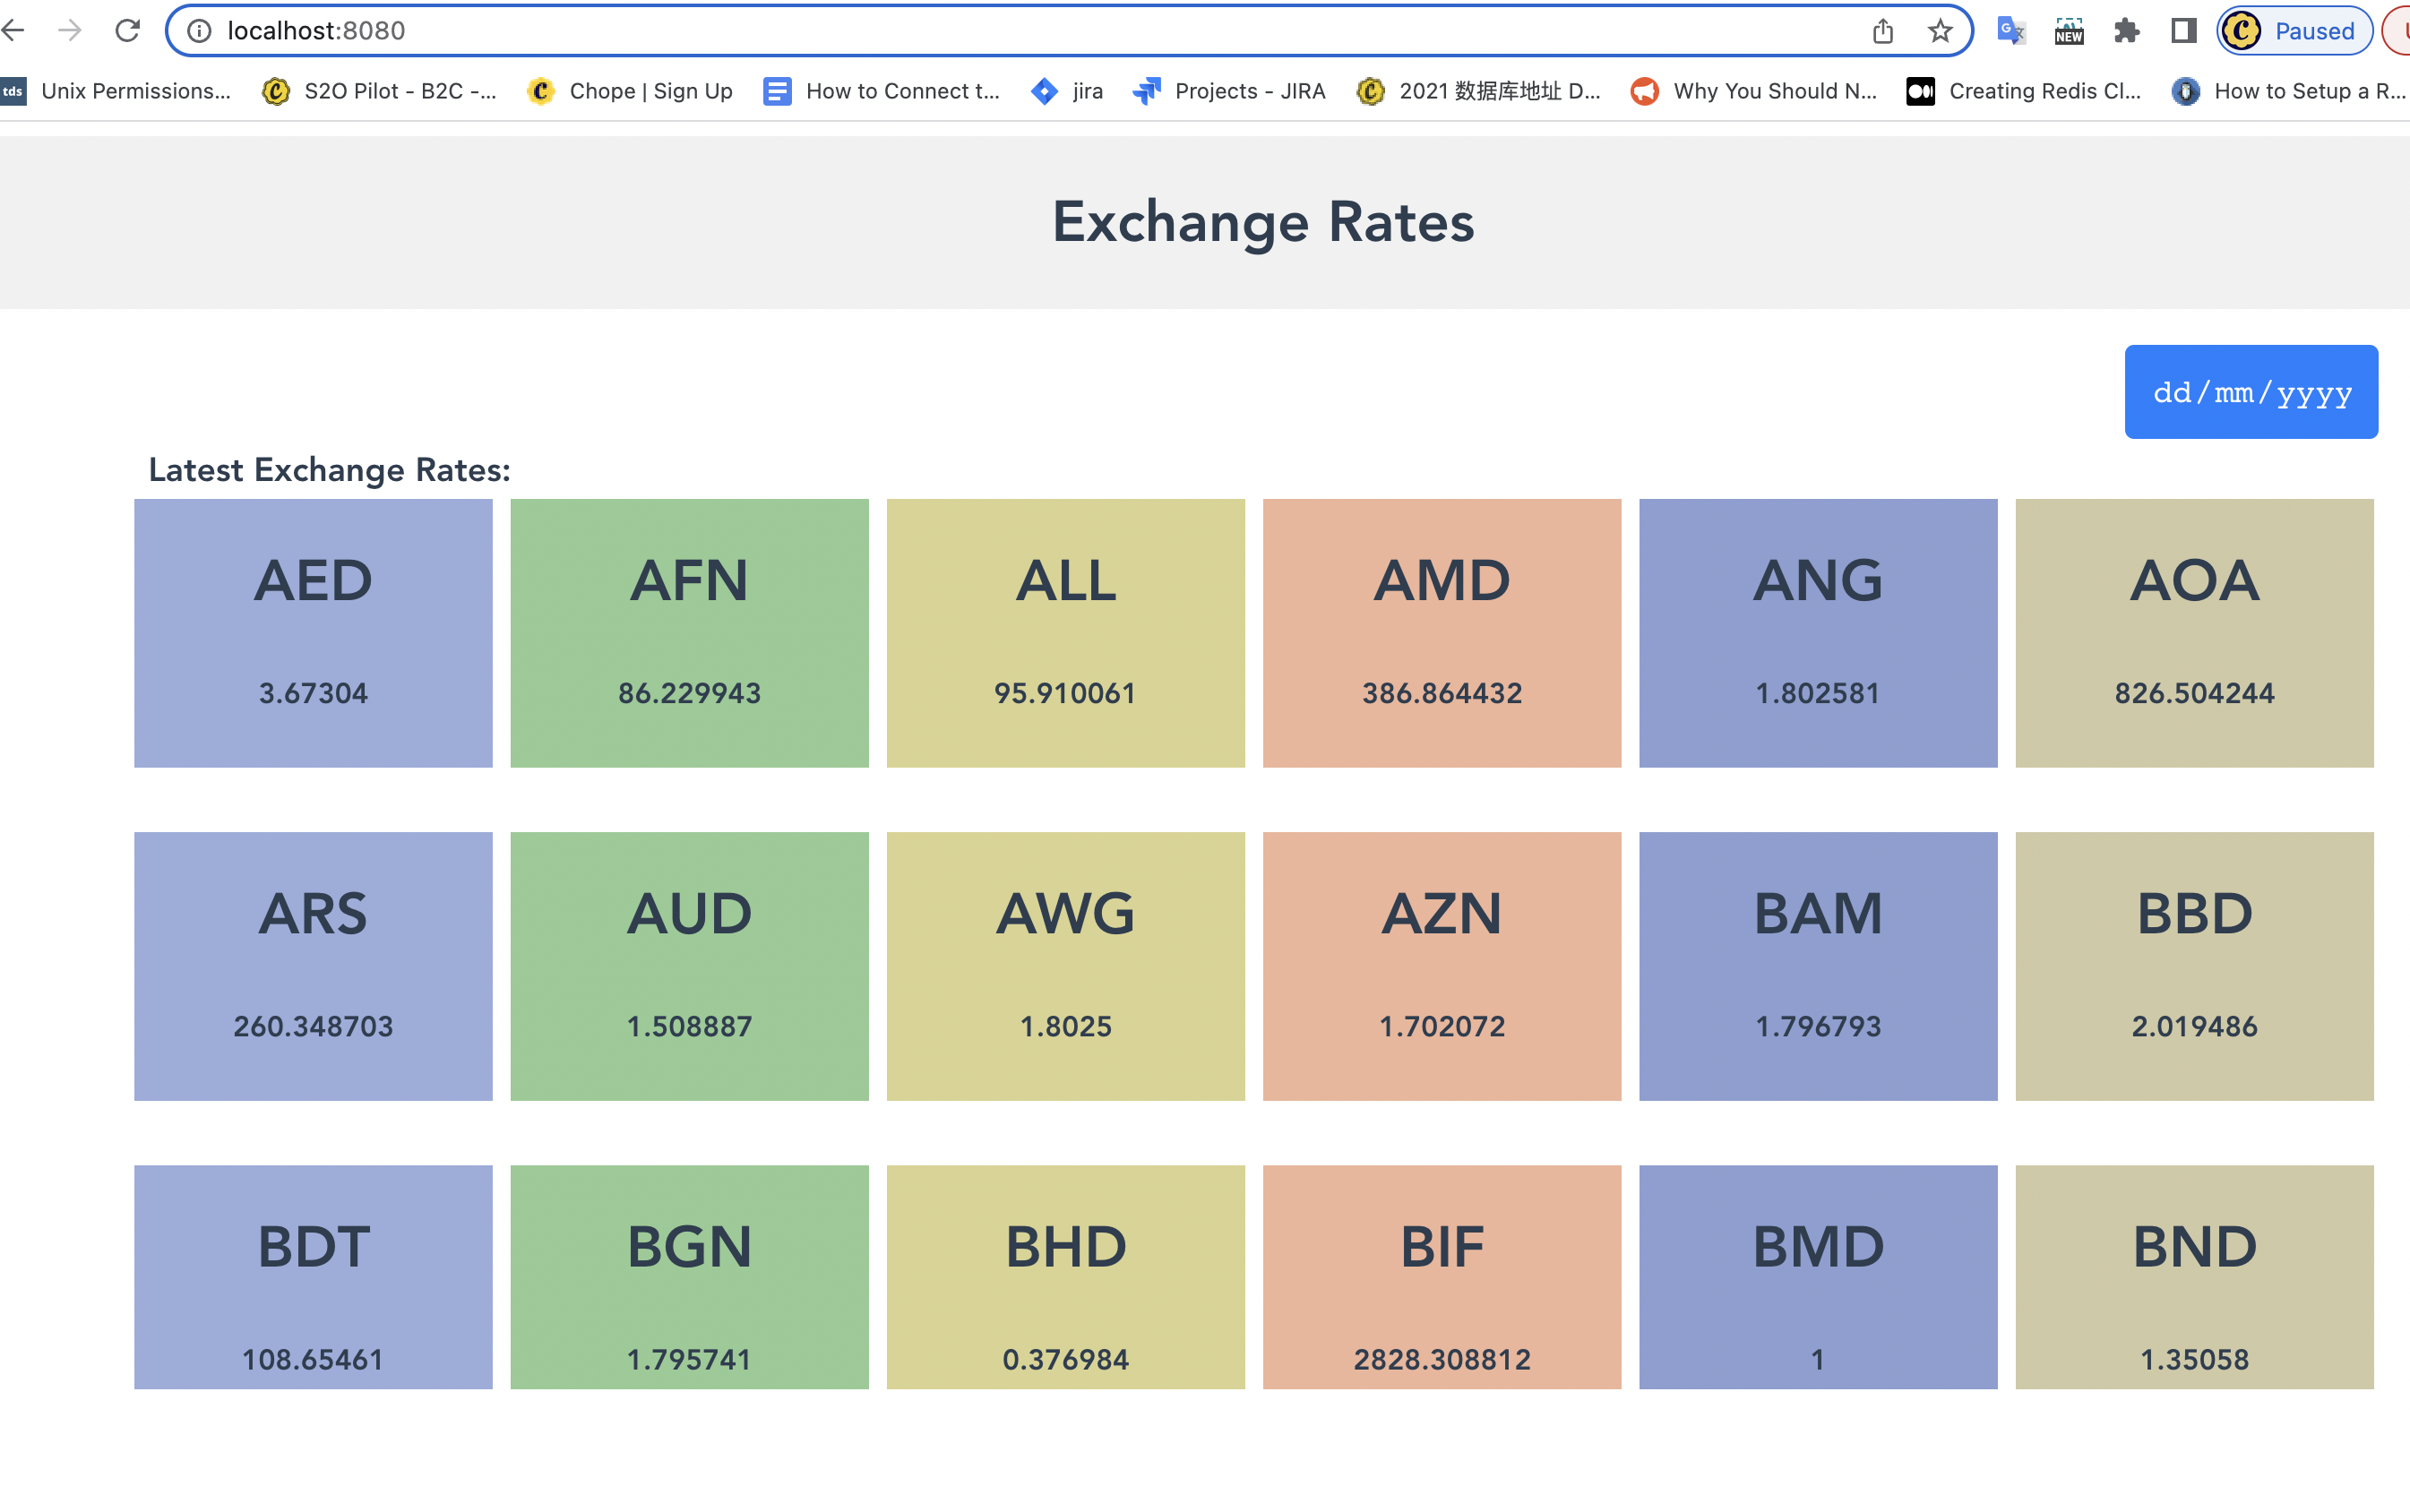 localhost:8080
Paused
tds Unix Permissions... S2O Pilot - B2C -... Chope | Sign Up How to Connect t... jira Projects - JIRA 2021 数据库地址 D... Why You Should N... Creating Redis Cl... How to Setup a R...
NEW
Exchange Rates
dd/mm/yyyy
Latest Exchange Rates:
AED AFN ALL AMD ANG AOA
3.67304 86.229943 95.910061 386.864432 1.802581 826.504244
ARS AUD AWG AZN BAM BBD
260.348703 1.508887 1.8025 1.702072 1.796793 2.019486
BDT BGN BHD BIF BMD BND
108.65461 1.795741 0.376984 2828.308812 1 1.35058